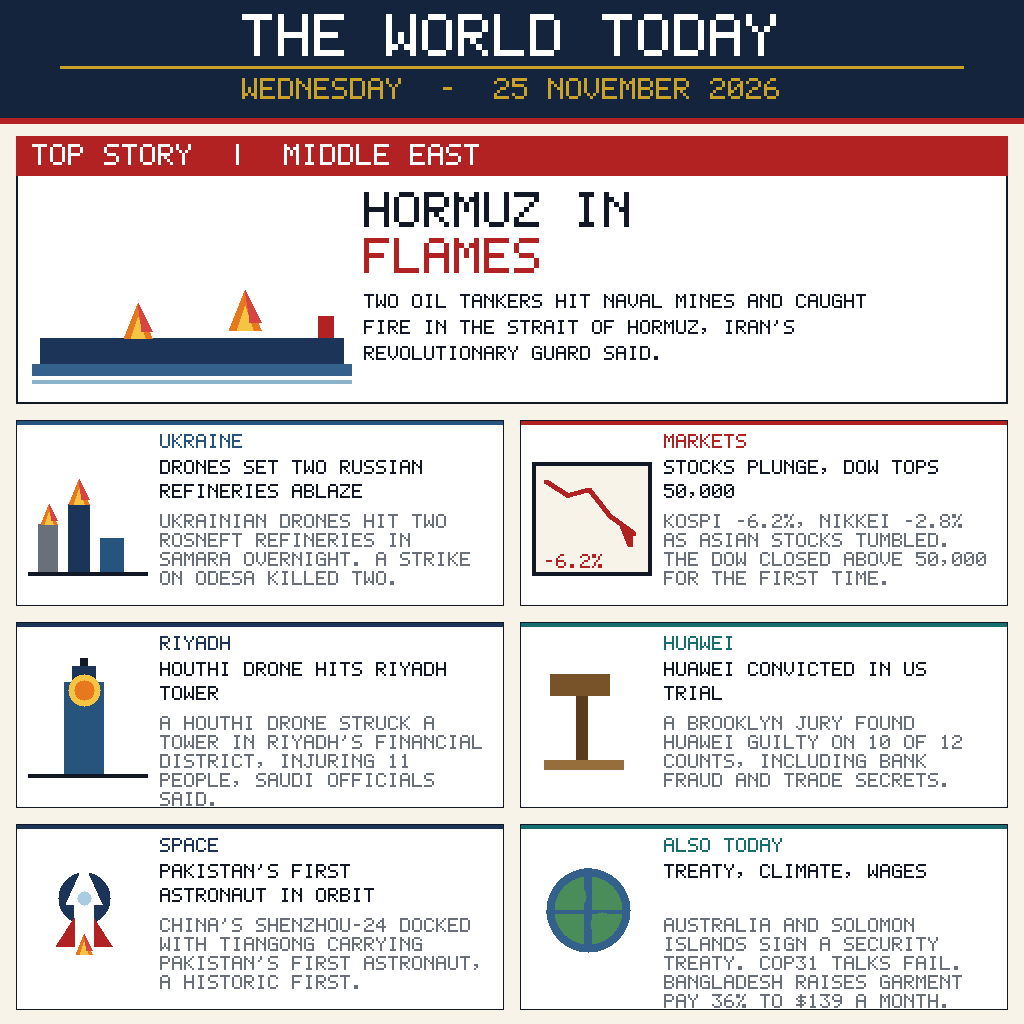 THE WORLD TODAY
WEDNESDAY - 25 NOVEMBER 2026
TOP STORY | MIDDLE EAST
HORMUZ IN
FLAMES
TWO OIL TANKERS HIT NAVAL MINES AND CAUGHT
FIRE IN THE STRAIT OF HORMUZ, IRAN'S
REVOLUTIONARY GUARD SAID.
UKRAINE
DRONES SET TWO RUSSIAN
REFINERIES ABLAZE
UKRAINIAN DRONES HIT TWO
ROSNEFT REFINERIES IN
SAMARA OVERNIGHT. A STRIKE
ON ODESA KILLED TWO.
MARKETS
STOCKS PLUNGE, DOW TOPS
50,000
KOSPI -6.2%, NIKKEI -2.8%
AS ASIAN STOCKS TUMBLED.
THE DOW CLOSED ABOVE 50,000
FOR THE FIRST TIME.
-6.2%
RIYADH
HOUTHI DRONE HITS RIYADH
TOWER
A HOUTHI DRONE STRUCK A
TOWER IN RIYADH'S FINANCIAL
DISTRICT, INJURING 11
PEOPLE, SAUDI OFFICIALS
SAID.
HUAWEI
HUAWEI CONVICTED IN US
TRIAL
A BROOKLYN JURY FOUND
HUAWEI GUILTY ON 10 OF 12
COUNTS, INCLUDING BANK
FRAUD AND TRADE SECRETS.
SPACE
PAKISTAN'S FIRST
ASTRONAUT IN ORBIT
CHINA'S SHENZHOU-24 DOCKED
WITH TIANGONG CARRYING
PAKISTAN'S FIRST ASTRONAUT,
A HISTORIC FIRST.
ALSO TODAY
TREATY, CLIMATE, WAGES
AUSTRALIA AND SOLOMON
ISLANDS SIGN A SECURITY
TREATY. COP31 TALKS FAIL.
BANGLADESH RAISES GARMENT
PAY 36% TO $139 A MONTH.